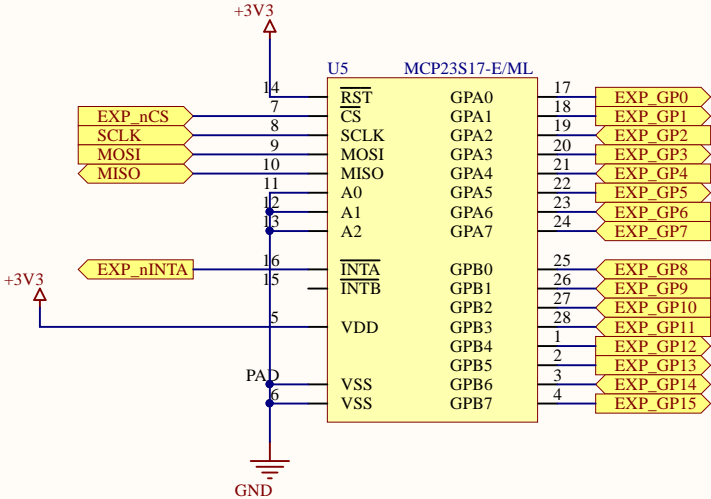 +3V3
U5 MCP23S17-E/ML
14 RST GPA0 17 EXP_GP0
EXP_nCS 7 CS GPA1 18 EXP_GP1
SCLK 8 SCLK GPA2 19 EXP_GP2
MOSI 9 MOSI GPA3 20 EXP_GP3
MISO 10 MISO GPA4 21 EXP_GP4
11 A0 GPA5 22 EXP_GP5
12 A1 GPA6 23 EXP_GP6
13 A2 GPA7 24 EXP_GP7
EXP_nINTA 16 INTA GPB0 25 EXP_GP8
+3V3 15 INTB GPB1 26 EXP_GP9
GPB2 27 EXP_GP10
5 VDD GPB3 28 EXP_GP11
GPB4 1 EXP_GP12
GPB5 2 EXP_GP13
PAD VSS GPB6 3 EXP_GP14
6 VSS GPB7 4 EXP_GP15
GND